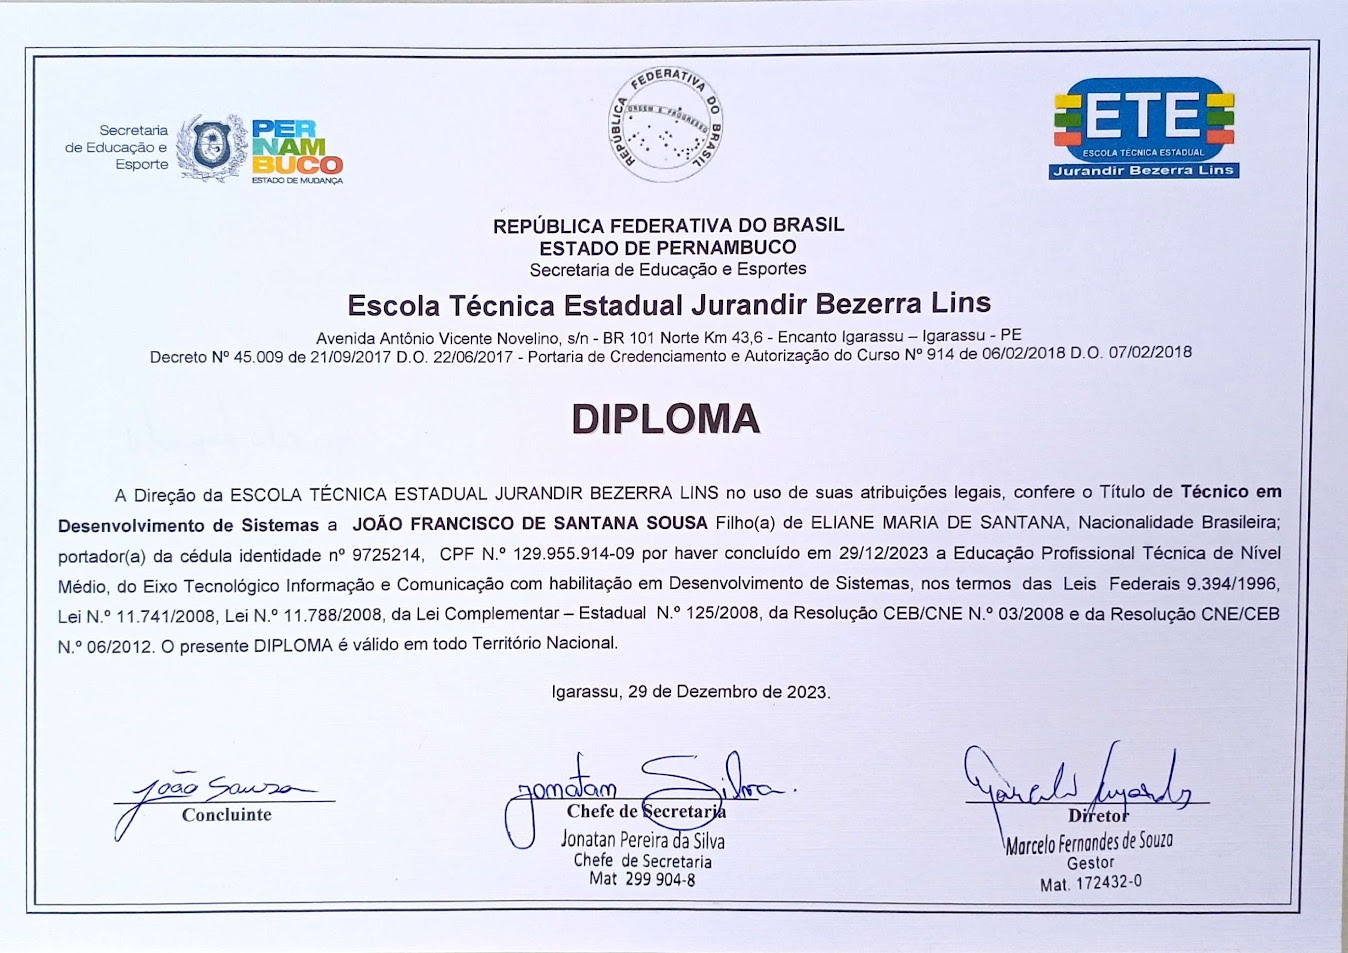 Secretaria
de Educação e
Esporte
PER
NAM
BUCO
ESTADO DE MUDANÇA
REPÚBLICA FEDERATIVA DO BRASIL
ORDEM E PROGRESSO
ETE
ESCOLA TÉCNICA ESTADUAL
Jurandir Bezerra Lins
REPÚBLICA FEDERATIVA DO BRASIL
ESTADO DE PERNAMBUCO
Secretaria de Educação e Esportes
Escola Técnica Estadual Jurandir Bezerra Lins
Avenida Antônio Vicente Novelino, s/n - BR 101 Norte Km 43,6 - Encanto Igarassu – Igarassu - PE
Decreto Nº 45.009 de 21/09/2017 D.O. 22/06/2017 - Portaria de Credenciamento e Autorização do Curso Nº 914 de 06/02/2018 D.O. 07/02/2018
DIPLOMA
A Direção da ESCOLA TÉCNICA ESTADUAL JURANDIR BEZERRA LINS no uso de suas atribuições legais, confere o Título de Técnico em
Desenvolvimento de Sistemas a JOÃO FRANCISCO DE SANTANA SOUSA Filho(a) de ELIANE MARIA DE SANTANA, Nacionalidade Brasileira;
portador(a) da cédula identidade nº 9725214, CPF N.º 129.955.914-09 por haver concluído em 29/12/2023 a Educação Profissional Técnica de Nível
Médio, do Eixo Tecnológico Informação e Comunicação com habilitação em Desenvolvimento de Sistemas, nos termos das Leis Federais 9.394/1996,
Lei N.º 11.741/2008, Lei N.º 11.788/2008, da Lei Complementar – Estadual N.º 125/2008, da Resolução CEB/CNE N.º 03/2008 e da Resolução CNE/CEB
N.º 06/2012. O presente DIPLOMA é válido em todo Território Nacional.
Igarassu, 29 de Dezembro de 2023.
João Sousa
Concluinte
Jonatan Silva.
Chefe de Secretaria
Jonatan Pereira da Silva
Chefe de Secretaria
Mat 299 904-8
Diretor
Marcelo Fernandes de Souza
Gestor
Mat. 172432-0